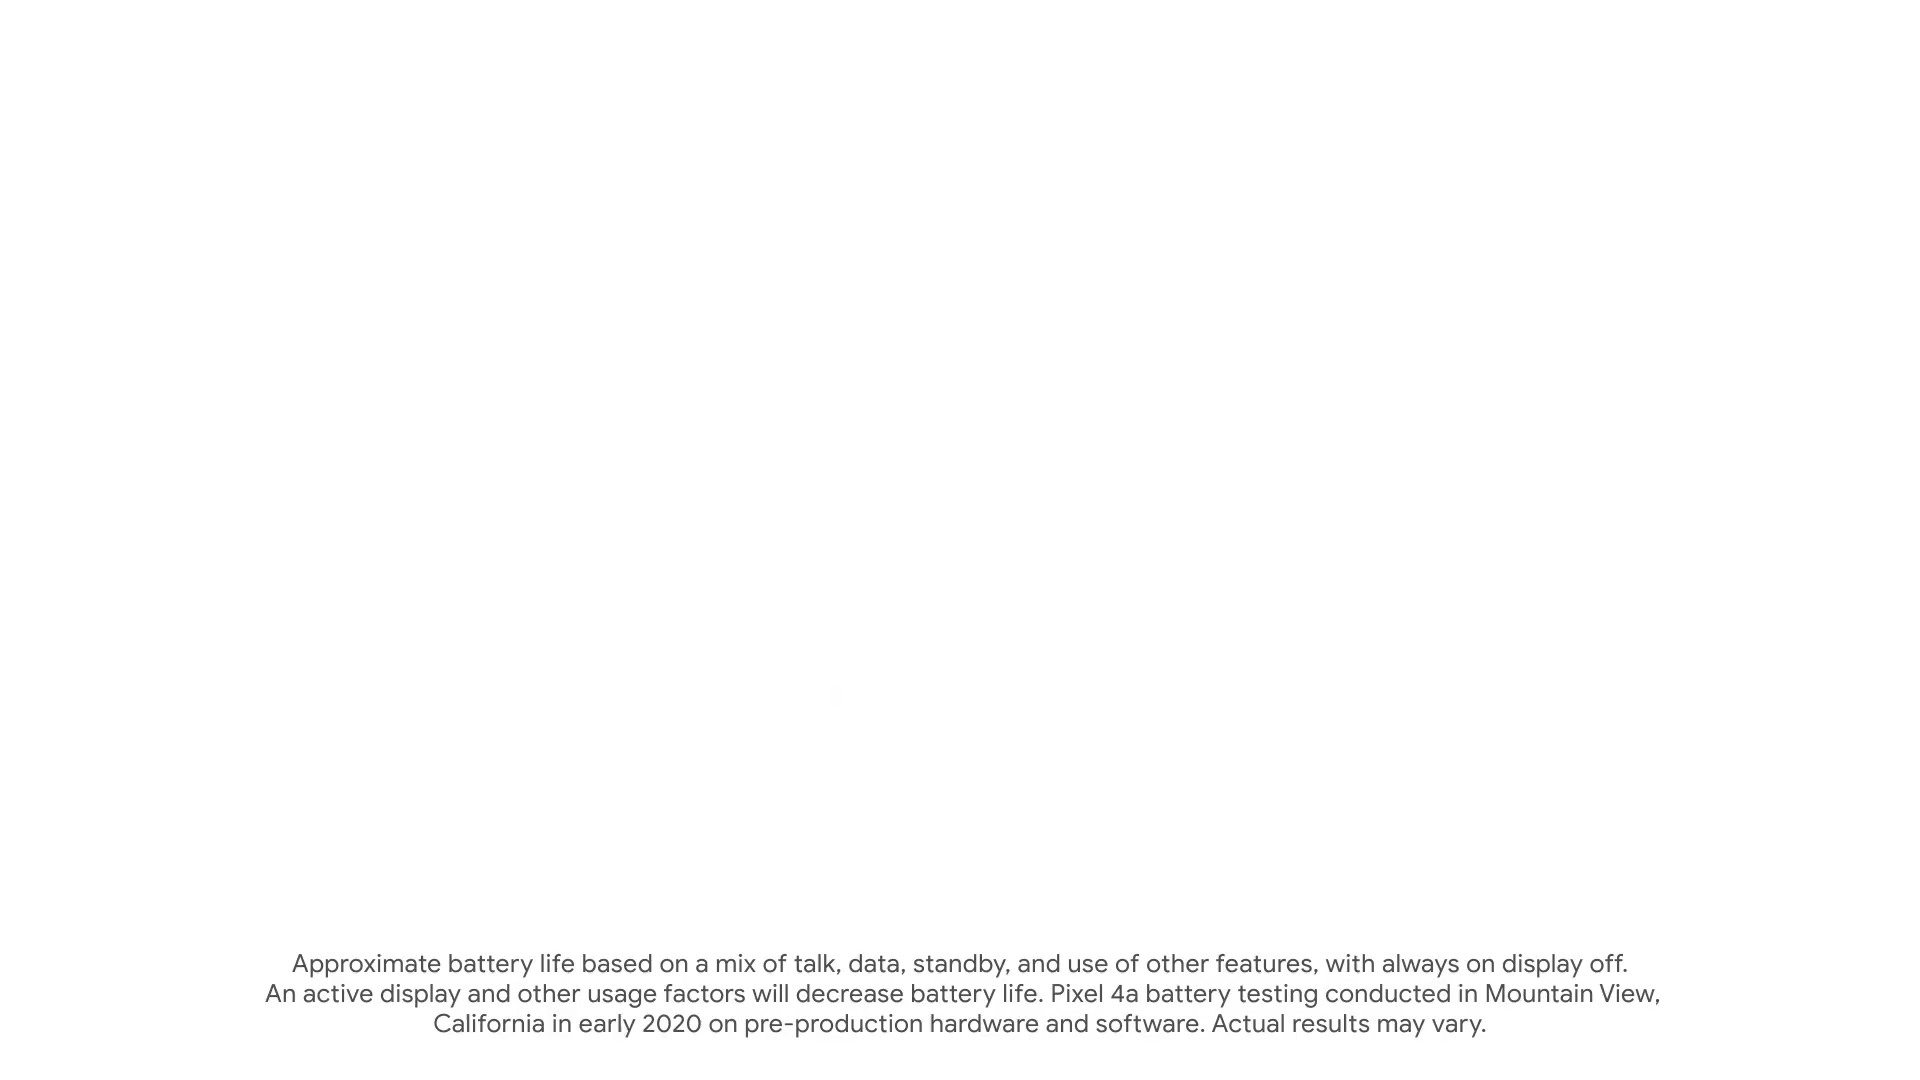 Approximate battery life based on a mix of talk, data, standby, and use of other features, with always on display off.
An active display and other usage factors will decrease battery life. Pixel 4a battery testing conducted in Mountain View,
California in early 2020 on pre-production hardware and software. Actual results may vary.